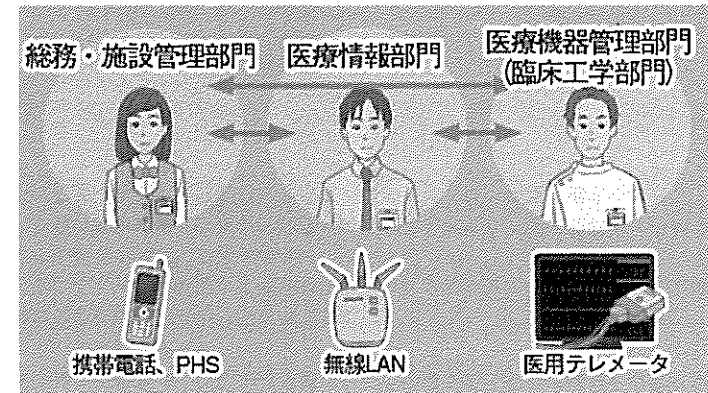 総務・施設管理部門
医療情報部門
医療機器管理部門
(臨床工学部門)
携帯電話、PHS
無線LAN
医用テレメータ